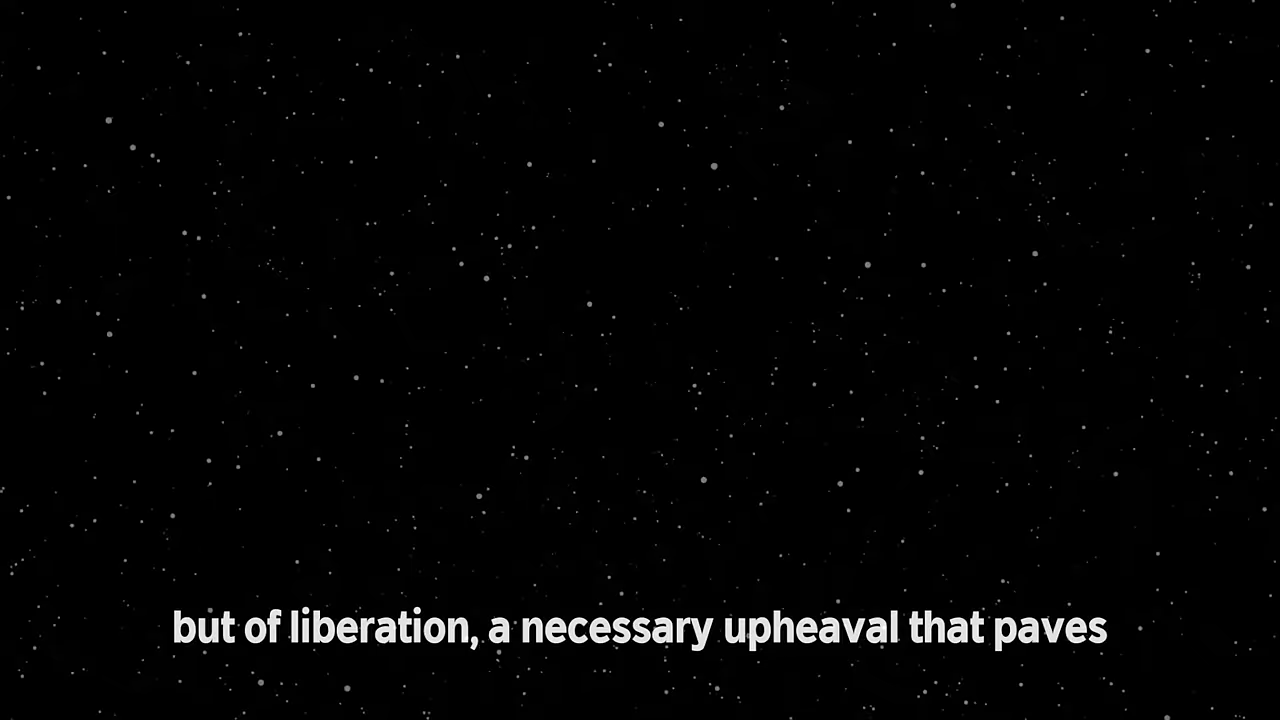 but of liberation, a necessary upheaval that paves